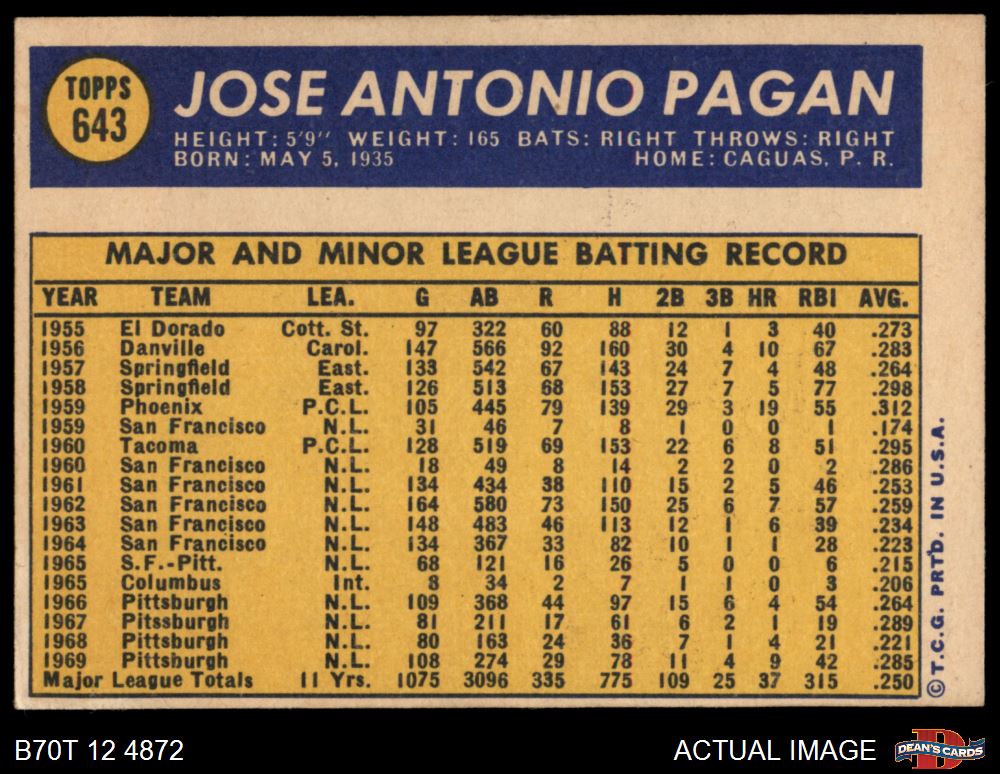 TOPPS
643
JOSE ANTONIO PAGAN
HEIGHT: 5'9" WEIGHT: 165 BATS: RIGHT THROWS: RIGHT
BORN: MAY 5, 1935 HOME: CAGUAS, P. R.
MAJOR AND MINOR LEAGUE BATTING RECORD
YEAR TEAM LEA. G AB R H 2B 3B HR RBI AVG.
1955 El Dorado Cott. St. 97 322 60 88 12 1 3 40 .273
1956 Danville Carol. 147 566 92 160 30 4 10 67 .283
1957 Springfield East. 133 542 67 143 24 7 4 48 .264
1958 Springfield East. 126 513 68 153 27 7 5 77 .298
1959 Phoenix P.C.L. 105 445 79 139 29 3 19 55 .312
1959 San Francisco N.L. 31 46 7 8 1 0 0 1 .174
1960 Tacoma P.C.L. 128 519 69 153 22 6 8 51 .295
1960 San Francisco N.L. 18 49 8 14 2 2 0 2 .286
1961 San Francisco N.L. 134 434 38 110 15 2 5 46 .253
1962 San Francisco N.L. 164 580 73 150 25 6 7 57 .259
1963 San Francisco N.L. 148 483 46 113 12 1 6 39 .234
1964 San Francisco N.L. 134 367 33 82 10 1 1 28 .223
1965 S.F.-Pitt. N.L. 68 121 16 26 5 0 0 6 .215
1965 Columbus Int. 8 34 2 7 1 1 0 3 .206
1966 Pittsburgh N.L. 109 368 44 97 15 6 4 54 .264
1967 Pitssburgh N.L. 81 211 17 61 6 2 1 19 .289
1968 Pittsburgh N.L. 80 163 24 36 7 1 4 21 .221
1969 Pittsburgh N.L. 108 274 29 78 11 4 9 42 .285
Major League Totals 11 Yrs. 1075 3096 335 775 109 25 37 315 .250
© T.C.G. PRT'D. IN U.S.A.
B70T 12 4872
ACTUAL IMAGE
DEAN'S CARDS